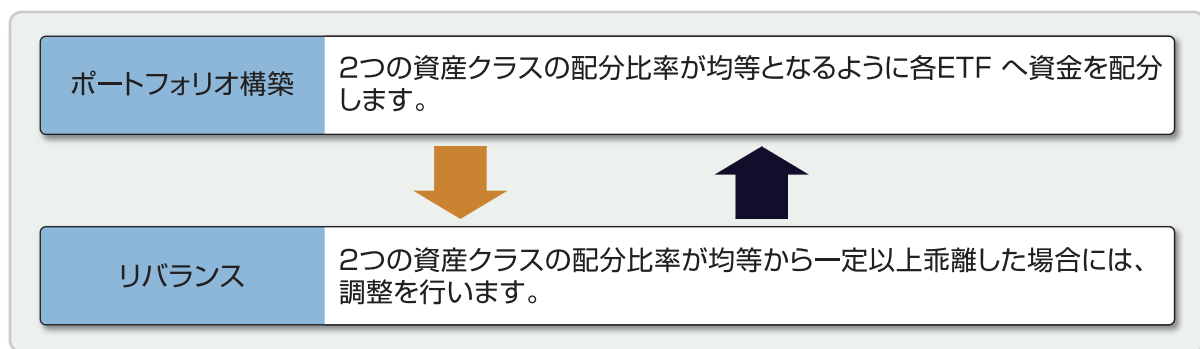 ポートフォリオ構築
2つの資産クラスの配分比率が均等となるように各ETF へ資金を配分
します。
リバランス
2つの資産クラスの配分比率が均等から一定以上乖離した場合には、
調整を行います。